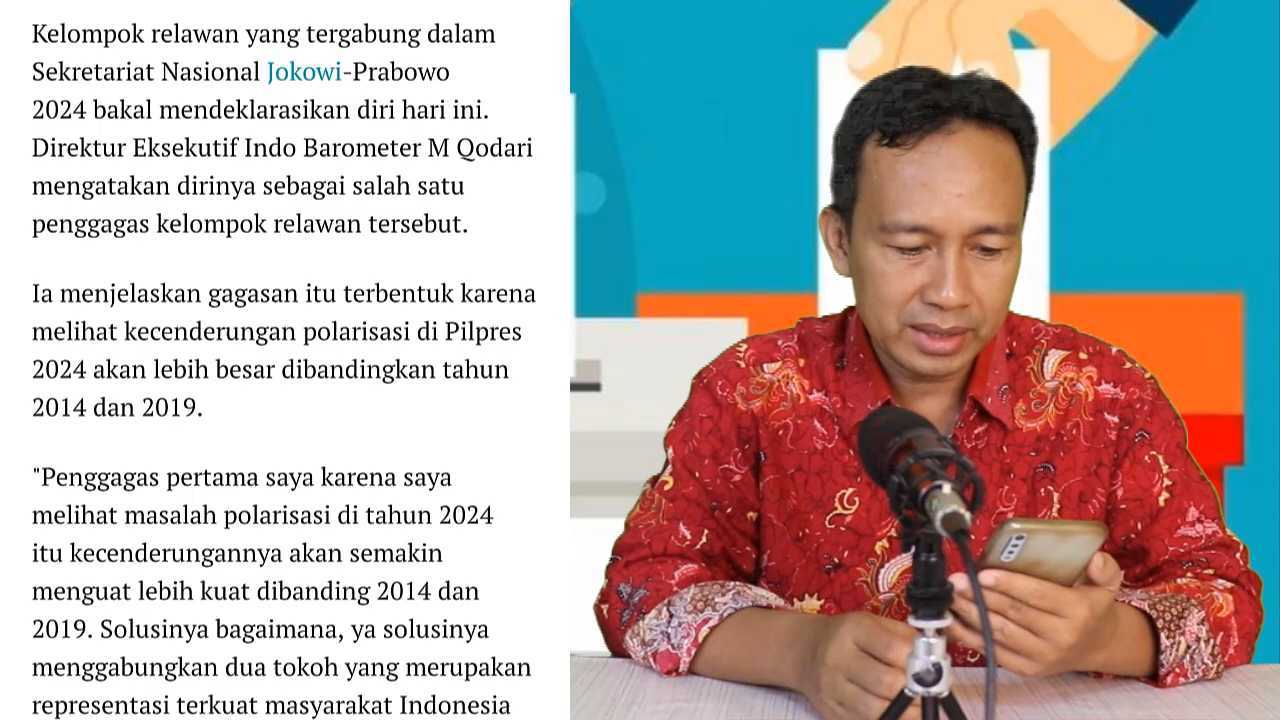 Kelompok relawan yang tergabung dalam
Sekretariat Nasional Jokowi-Prabowo
2024 bakal mendeklarasikan diri hari ini.
Direktur Eksekutif Indo Barometer M Qodari
mengatakan dirinya sebagai salah satu
penggagas kelompok relawan tersebut.
Ia menjelaskan gagasan itu terbentuk karena
melihat kecenderungan polarisasi di Pilpres
2024 akan lebih besar dibandingkan tahun
2014 dan 2019.
"Penggagas pertama saya karena saya
melihat masalah polarisasi di tahun 2024
itu kecenderungannya akan semakin
menguat lebih kuat dibanding 2014 dan
2019. Solusinya bagaimana, ya solusinya
menggabungkan dua tokoh yang merupakan
representasi terkuat masyarakat Indonesia